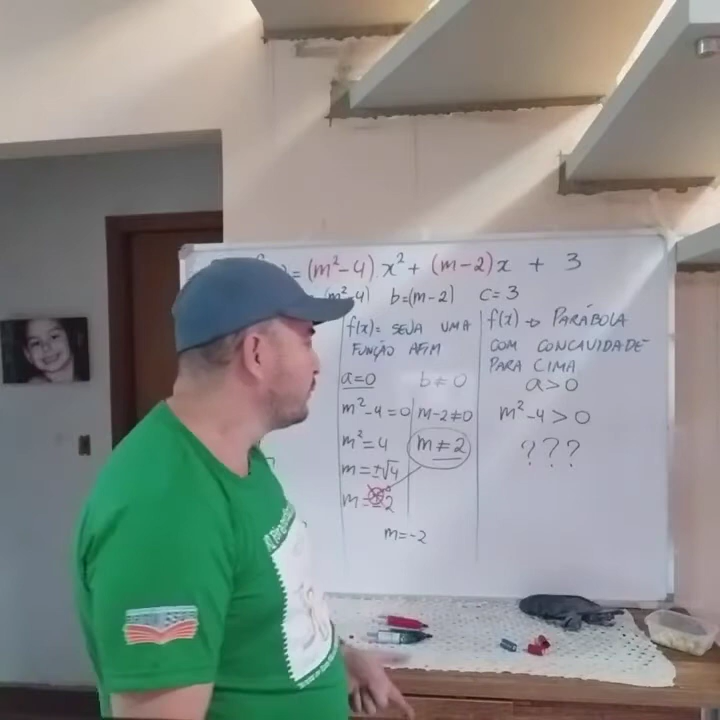 =(m²-4).x²+(m-2)x + 3
(m²-4) b=(m-2) c=3
f(x)= SEJA UMA
FUNÇÃO AFIM
a=0 b≠0
m²-4=0 m-2≠0
m²=4 m≠2
m=±√4
m=±2
m=-2
f(x) → PARÁBOLA
COM CONCAVIDADE
PARA CIMA
a>0
m²-4>0
???